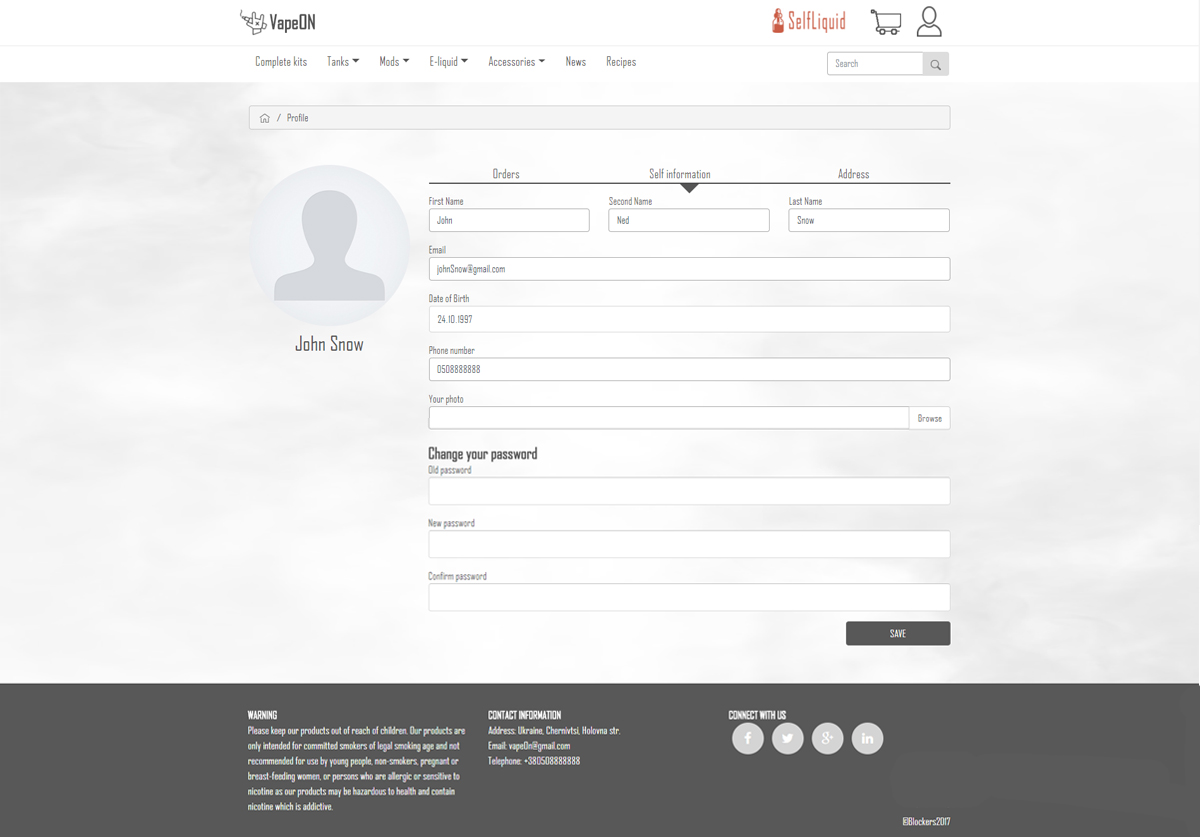 VapeON
SelfLiquid
Complete kits Tanks Mods E-liquid Accessories News Recipes Search
/ Profile
John Snow
Orders Self information Address
First Name Second Name Last Name
John Ned Snow
Email
johnSnow@gmail.com
Date of Birth
24.10.1997
Phone number
0508888888
Your photo
Browse
Change your password
Old password
New password
Confirm password
SAVE
WARNING
Please keep our products out of reach of children. Our products are
only intended for committed smokers of legal smoking age and not
recommended for use by young people, non-smokers, pregnant or
breast-feeding women, or persons who are allergic or sensitive to
nicotine as our products may be hazardous to health and contain
nicotine which is addictive.
CONTACT INFORMATION
Address: Ukraine, Chernivtsi, Holovna str.
Email: vapeOn@gmail.com
Telephone: +380508888888
CONNECT WITH US
f g+ in
©Blockers2017